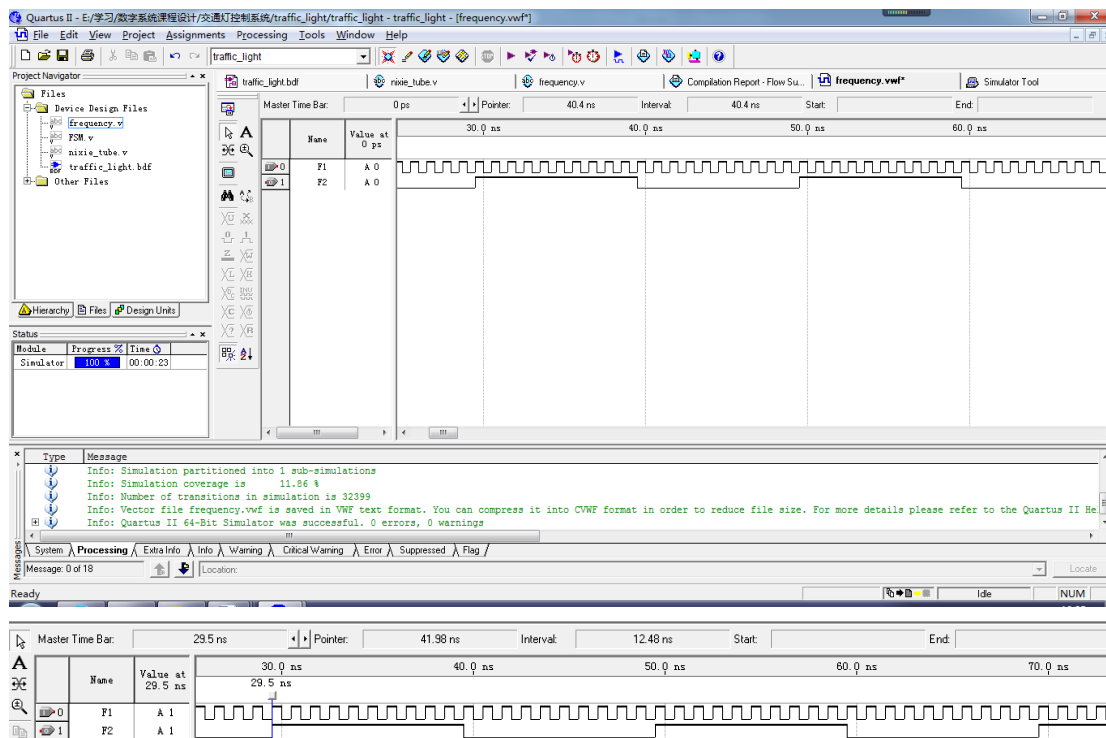 Quartus II - E:/学习/数字系统课程设计/交通灯控制系统/traffic_light/traffic_light - traffic_light - [frequency.vwf*]
File Edit View Project Assignments Processing Tools Window Help
traffic_light
Project Navigator
Files
Device Design Files
frequency.v
FSM.v
nixie_tube.v
traffic_light.bdf
Other Files
Hierarchy Files Design Units
Status
Module Progress % Time
Simulator 100 % 00:00:23
traffic_light.bdf nixie_tube.v frequency.v Compilation Report - Flow Su... frequency.vwf* Simulator Tool
Master Time Bar: 0 ps Pointer: 40.4 ns Interval: 40.4 ns Start: End:
Name Value at 0 ps 30.0 ns 40.0 ns 50.0 ns 60.0 ns
0 F1 A 0
1 F2 A 0
Type Message
Info: Simulation partitioned into 1 sub-simulations
Info: Simulation coverage is 11.86 %
Info: Number of transitions in simulation is 32399
Info: Vector file frequency.vwf is saved in VWF text format. You can compress it into CVWF format in order to reduce file size. For more details please refer to the Quartus II He
Info: Quartus II 64-Bit Simulator was successful. 0 errors, 0 warnings
System Processing Extra Info Info Warning Critical Warning Error Suppressed Flag
Messages
Message: 0 of 18 Location: Locate
Ready Idle NUM
Master Time Bar: 29.5 ns Pointer: 41.98 ns Interval: 12.48 ns Start: End:
Name Value at 29.5 ns 30.0 ns 40.0 ns 50.0 ns 60.0 ns 70.0 ns
29.5 ns
0 F1 A 1
1 F2 A 1